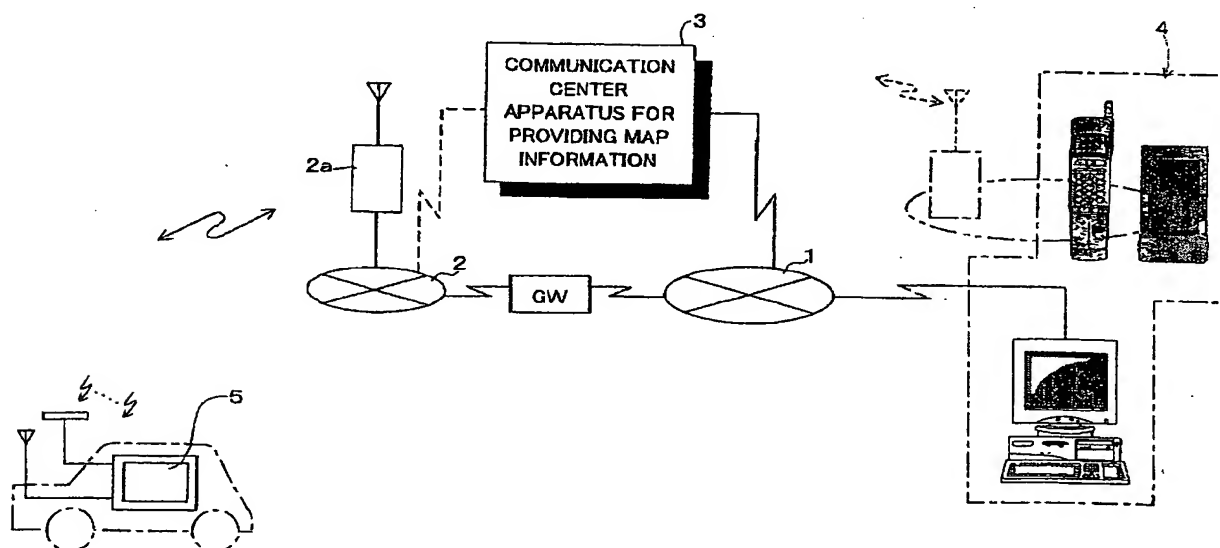 3
4
COMMUNICATION
CENTER
APPARATUS FOR
PROVIDING MAP
INFORMATION
2a
2
1
GW
5